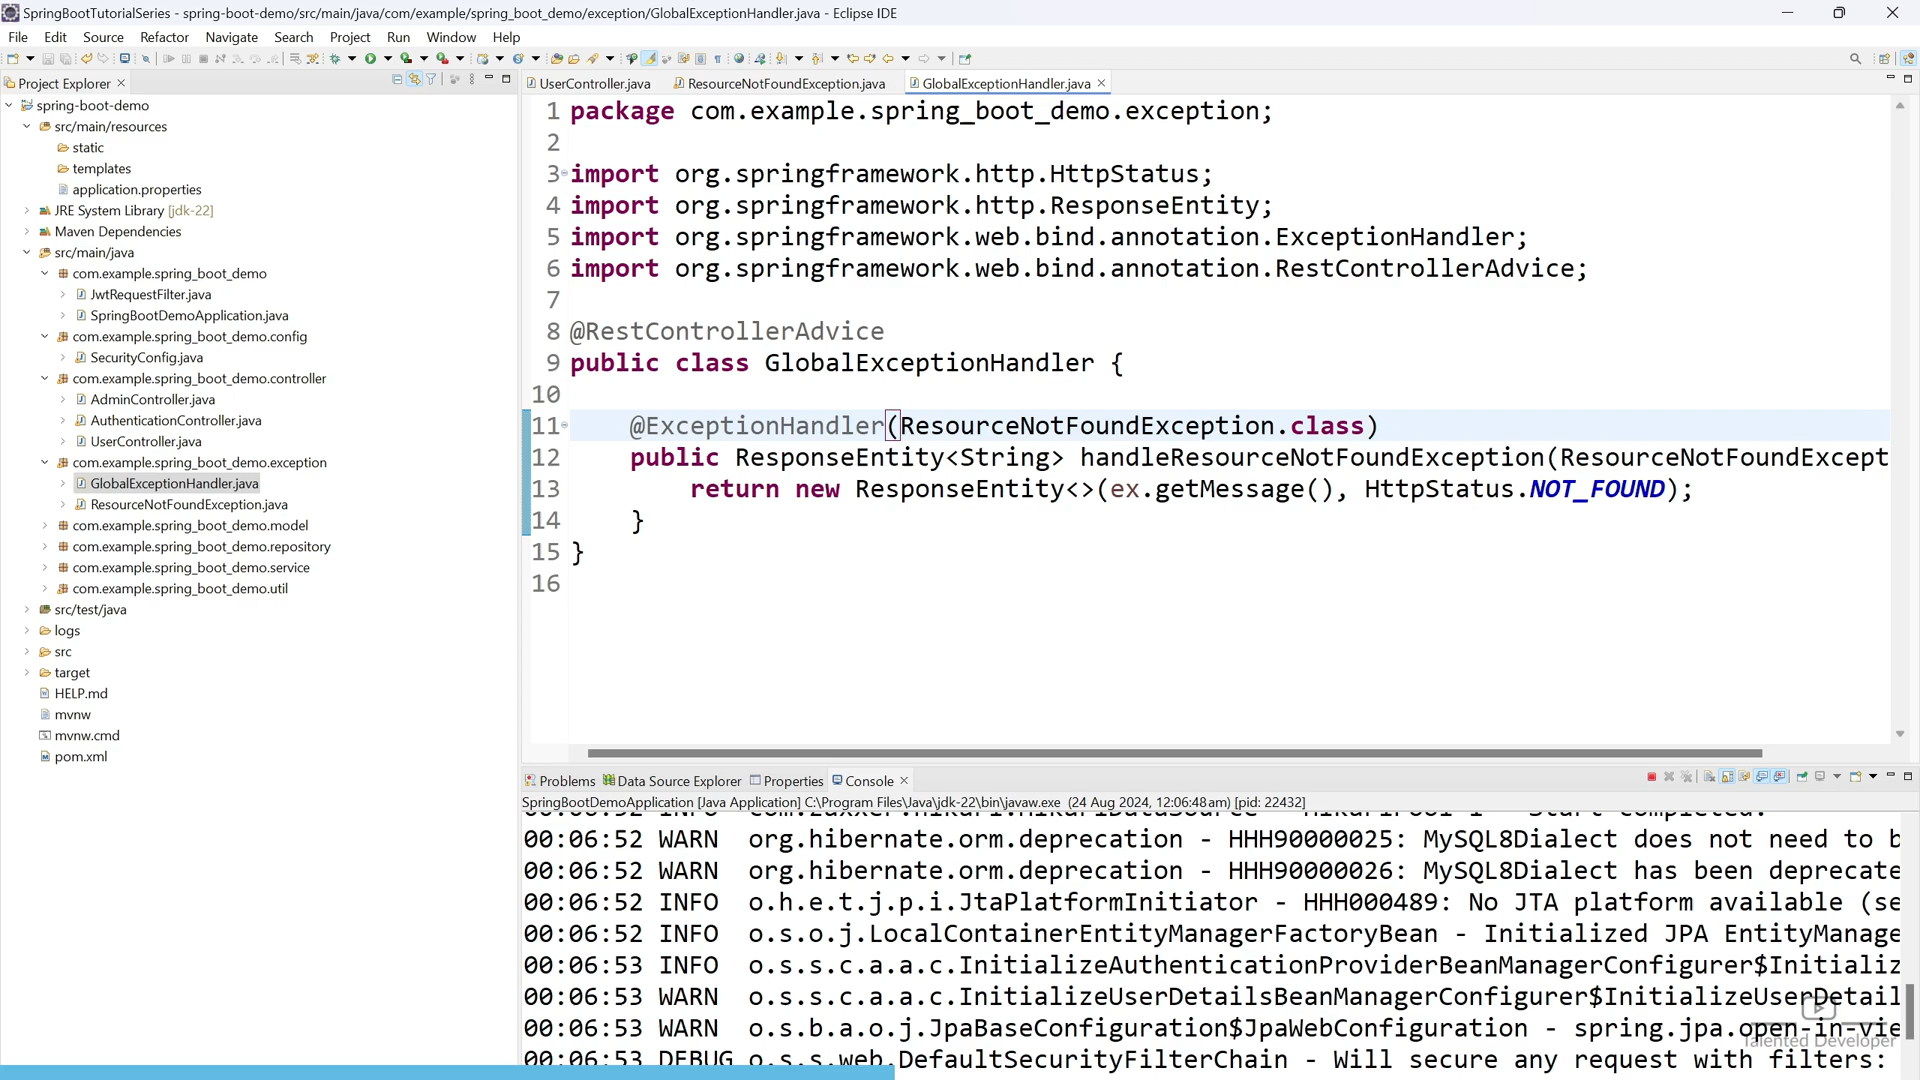 SpringBootTutorialSeries - spring-boot-demo/src/main/java/com/example/spring_boot_demo/exception/GlobalExceptionHandler.java - Eclipse IDE
File Edit Source Refactor Navigate Search Project Run Window Help
Project Explorer
spring-boot-demo
src/main/resources
static
templates
application.properties
JRE System Library [jdk-22]
Maven Dependencies
src/main/java
com.example.spring_boot_demo
JwtRequestFilter.java
SpringBootDemoApplication.java
com.example.spring_boot_demo.config
SecurityConfig.java
com.example.spring_boot_demo.controller
AdminController.java
AuthenticationController.java
UserController.java
com.example.spring_boot_demo.exception
GlobalExceptionHandler.java
ResourceNotFoundException.java
com.example.spring_boot_demo.model
com.example.spring_boot_demo.repository
com.example.spring_boot_demo.service
com.example.spring_boot_demo.util
src/test/java
logs
src
target
HELP.md
mvnw
mvnw.cmd
pom.xml
UserController.java ResourceNotFoundException.java GlobalExceptionHandler.java
1 package com.example.spring_boot_demo.exception;
2
3 import org.springframework.http.HttpStatus;
4 import org.springframework.http.ResponseEntity;
5 import org.springframework.web.bind.annotation.ExceptionHandler;
6 import org.springframework.web.bind.annotation.RestControllerAdvice;
7
8 @RestControllerAdvice
9 public class GlobalExceptionHandler {
10
11 @ExceptionHandler(ResourceNotFoundException.class)
12 public ResponseEntity<String> handleResourceNotFoundException(ResourceNotFoundExcept
13 return new ResponseEntity<>(ex.getMessage(), HttpStatus.NOT_FOUND);
14 }
15 }
16
Problems Data Source Explorer Properties Console
SpringBootDemoApplication [Java Application] C:\Program Files\Java\jdk-22\bin\javaw.exe (24 Aug 2024, 12:06:48 am) [pid: 22432]
00:06:52 INFO com.zaxxer.hikari.HikariDataSource - HikariPool-1 - Start completed.
00:06:52 WARN org.hibernate.orm.deprecation - HHH90000025: MySQL8Dialect does not need to b
00:06:52 WARN org.hibernate.orm.deprecation - HHH90000026: MySQL8Dialect has been deprecate
00:06:52 INFO o.h.e.t.j.p.i.JtaPlatformInitiator - HHH000489: No JTA platform available (se
00:06:52 INFO o.s.o.j.LocalContainerEntityManagerFactoryBean - Initialized JPA EntityManage
00:06:53 INFO o.s.s.c.a.a.c.InitializeAuthenticationProviderBeanManagerConfigurer$Initializ
00:06:53 WARN o.s.s.c.a.a.c.InitializeUserDetailsBeanManagerConfigurer$InitializeUserDetail
00:06:53 WARN o.s.b.a.o.j.JpaBaseConfiguration$JpaWebConfiguration - spring.jpa.open-in-vie
00:06:53 DEBUG o.s.s.web.DefaultSecurityFilterChain - Will secure any request with filters:
Talented Developer